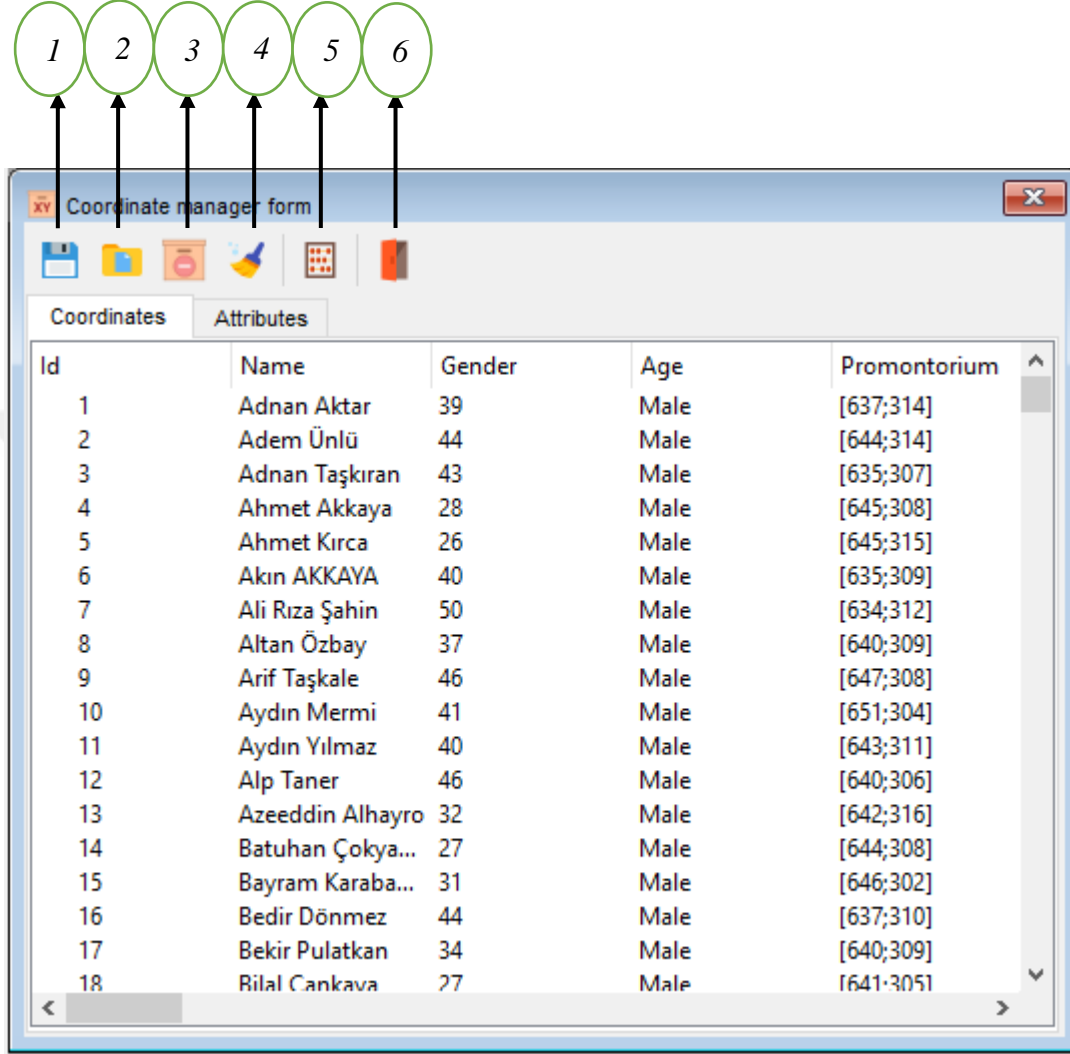 1 2 3 4 5 6
XY Coordinate manager form
Coordinates Attributes
Id Name Gender Age Promontorium
1 Adnan Aktar 39 Male [637;314]
2 Adem Ünlü 44 Male [644;314]
3 Adnan Taşkıran 43 Male [635;307]
4 Ahmet Akkaya 28 Male [645;308]
5 Ahmet Kırca 26 Male [645;315]
6 Akın AKKAYA 40 Male [635;309]
7 Ali Rıza Şahin 50 Male [634;312]
8 Altan Özbay 37 Male [640;309]
9 Arif Taşkale 46 Male [647;308]
10 Aydın Mermi 41 Male [651;304]
11 Aydın Yılmaz 40 Male [643;311]
12 Alp Taner 46 Male [640;306]
13 Azeeddin Alhayro 32 Male [642;316]
14 Batuhan Çokya... 27 Male [644;308]
15 Bayram Karaba... 31 Male [646;302]
16 Bedir Dönmez 44 Male [637;310]
17 Bekir Pulatkan 34 Male [640;309]
18 Bilal Cankaya 27 Male [641;305]